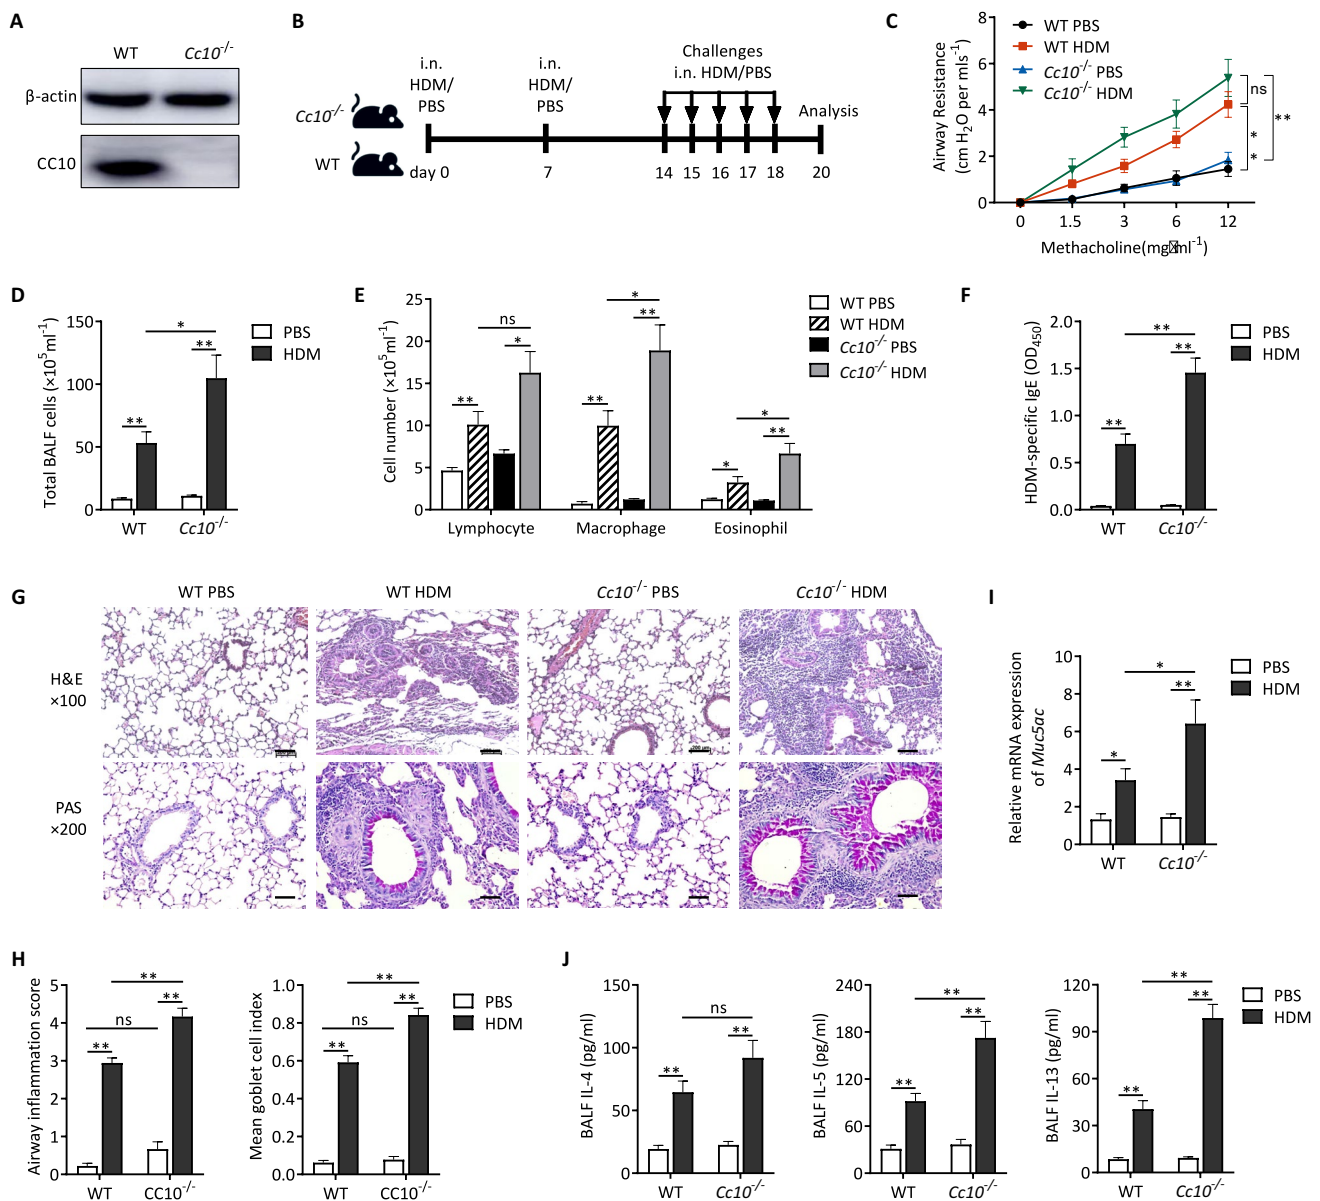 A
WT Cc10-/-
β-actin
CC10
B
i.n. HDM/ PBS
i.n. HDM/ PBS
Challenges
i.n. HDM/PBS
Analysis
Cc10-/-
WT
day 0 7 14 15 16 17 18 20
C
Airway Resistance
(cm H2O per mls-1)
8
6
4
2
0
WT PBS
WT HDM
Cc10-/- PBS
Cc10-/- HDM
ns
**
*
*
0 1.5 3 6 12
Methacholine(mg ml-1)
D
Total BALF cells (×105ml-1)
150
100
50
0
*
**
**
PBS
HDM
WT Cc10-/-
E
Cell number (×105ml-1)
25
20
15
10
5
0
ns
*
**
*
**
**
*
**
*
WT PBS
WT HDM
Cc10-/- PBS
Cc10-/- HDM
Lymphocyte Macrophage Eosinophil
F
HDM-specific IgE (OD450)
2.0
1.5
1.0
0.5
0.0
**
**
**
PBS
HDM
WT Cc10-/-
G
WT PBS WT HDM Cc10-/- PBS Cc10-/- HDM
H&E
×100
PAS
×200
I
Relative mRNA expression
of Muc5ac
10
8
6
4
2
0
*
**
*
PBS
HDM
WT Cc10-/-
H
Airway inflammation score
5
4
3
2
1
0
**
**
ns
**
WT CC10-/-
Mean goblet cell index
1.0
0.8
0.6
0.4
0.2
0.0
**
**
ns
**
WT CC10-/-
PBS
HDM
J
BALF IL-4 (pg/ml)
150
100
50
0
ns
**
**
WT Cc10-/-
BALF IL-5 (pg/ml)
240
180
120
60
0
**
**
**
WT Cc10-/-
BALF IL-13 (pg/ml)
120
90
60
30
0
**
**
**
WT Cc10-/-
PBS
HDM